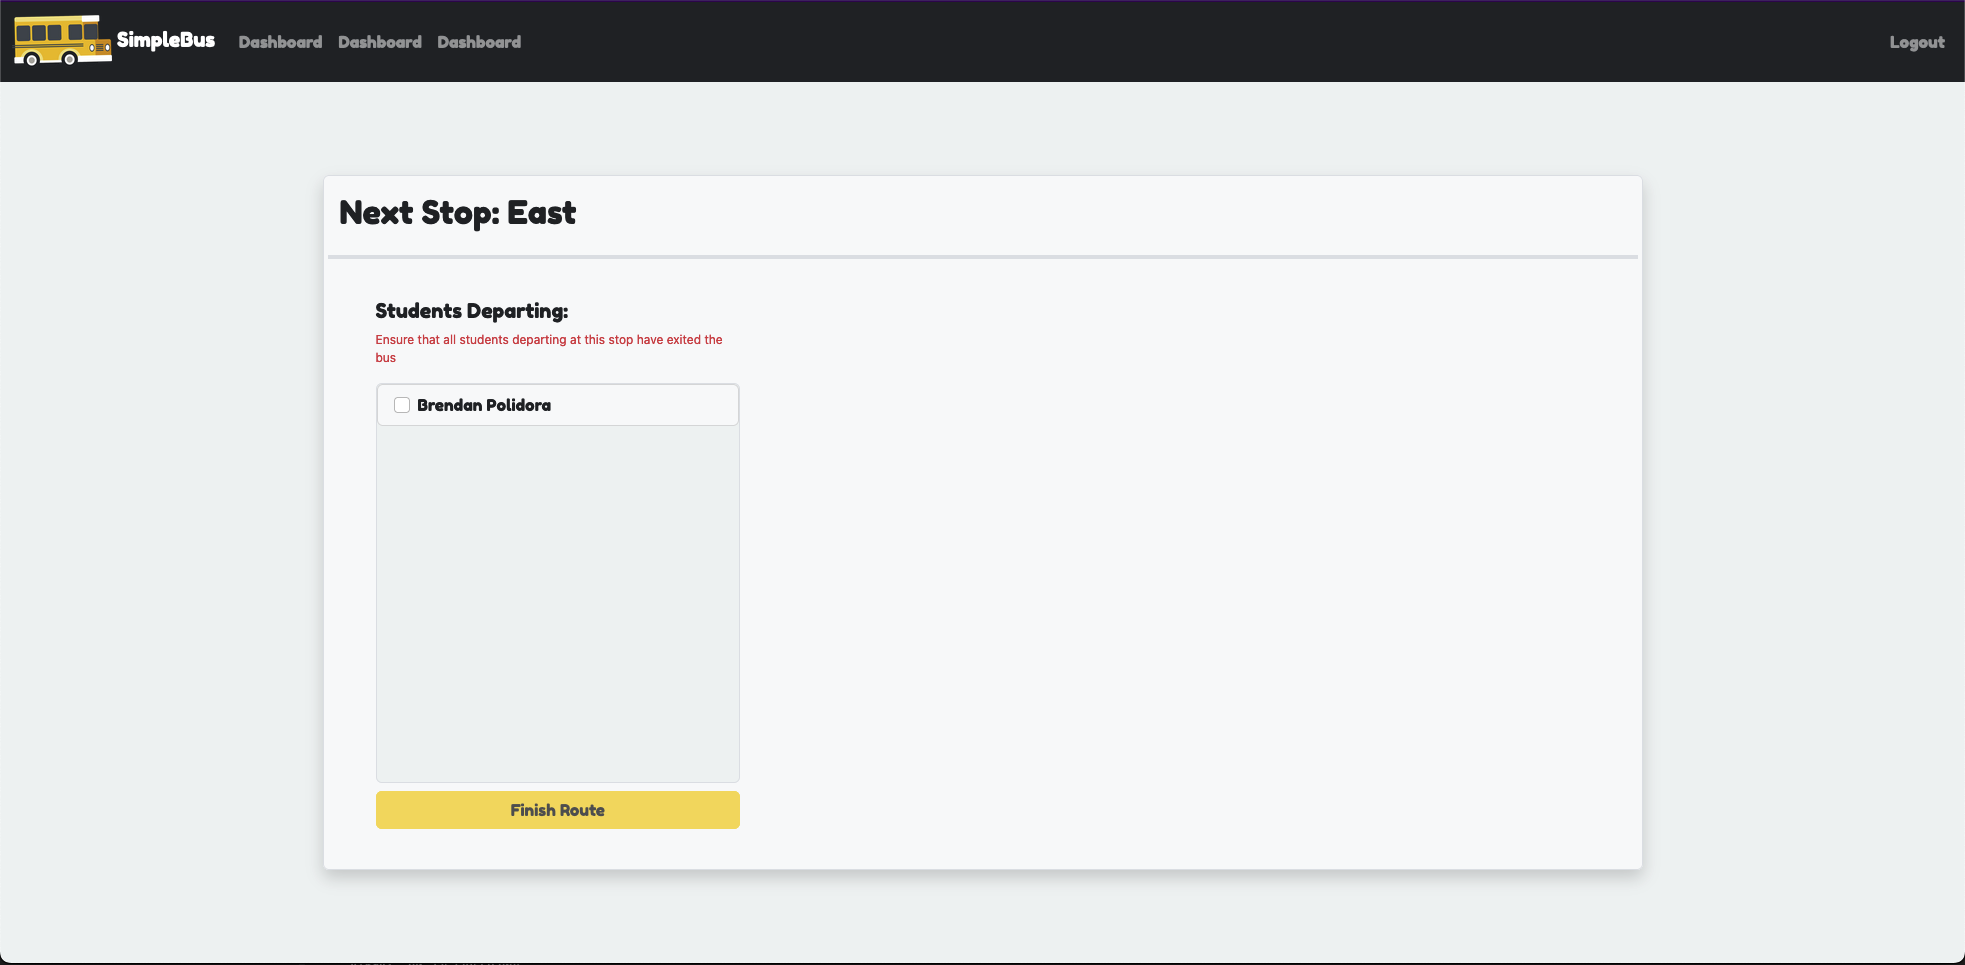 SimpleBus Dashboard Dashboard Dashboard Logout
Next Stop: East
Students Departing:
Ensure that all students departing at this stop have exited the
bus
Brendan Polidora
Finish Route